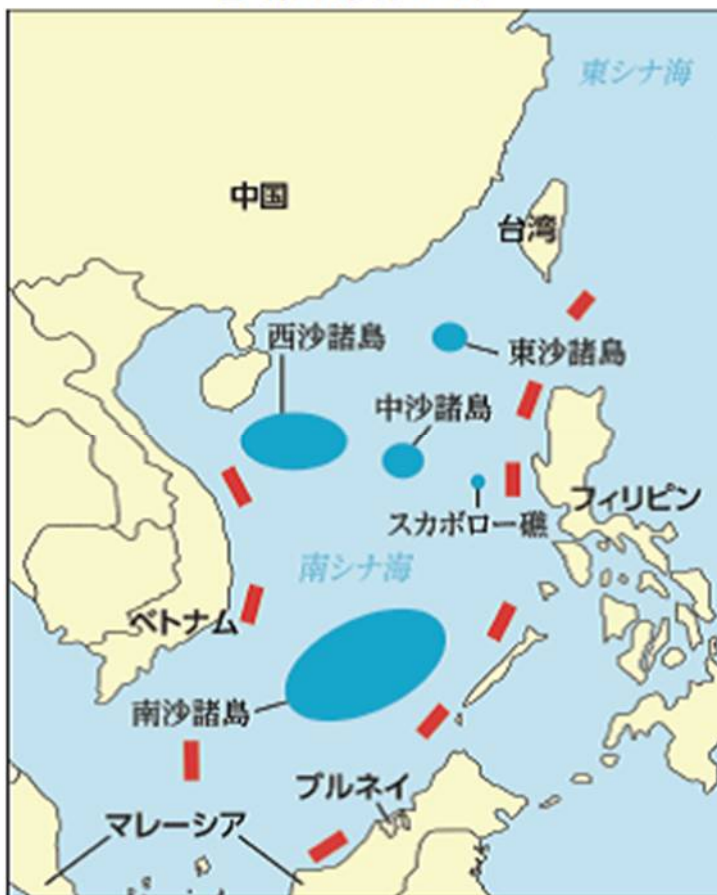 東シナ海
中国
台湾
西沙諸島
東沙諸島
中沙諸島
フィリピン
スカボロー礁
南シナ海
ベトナム
南沙諸島
ブルネイ
マレーシア